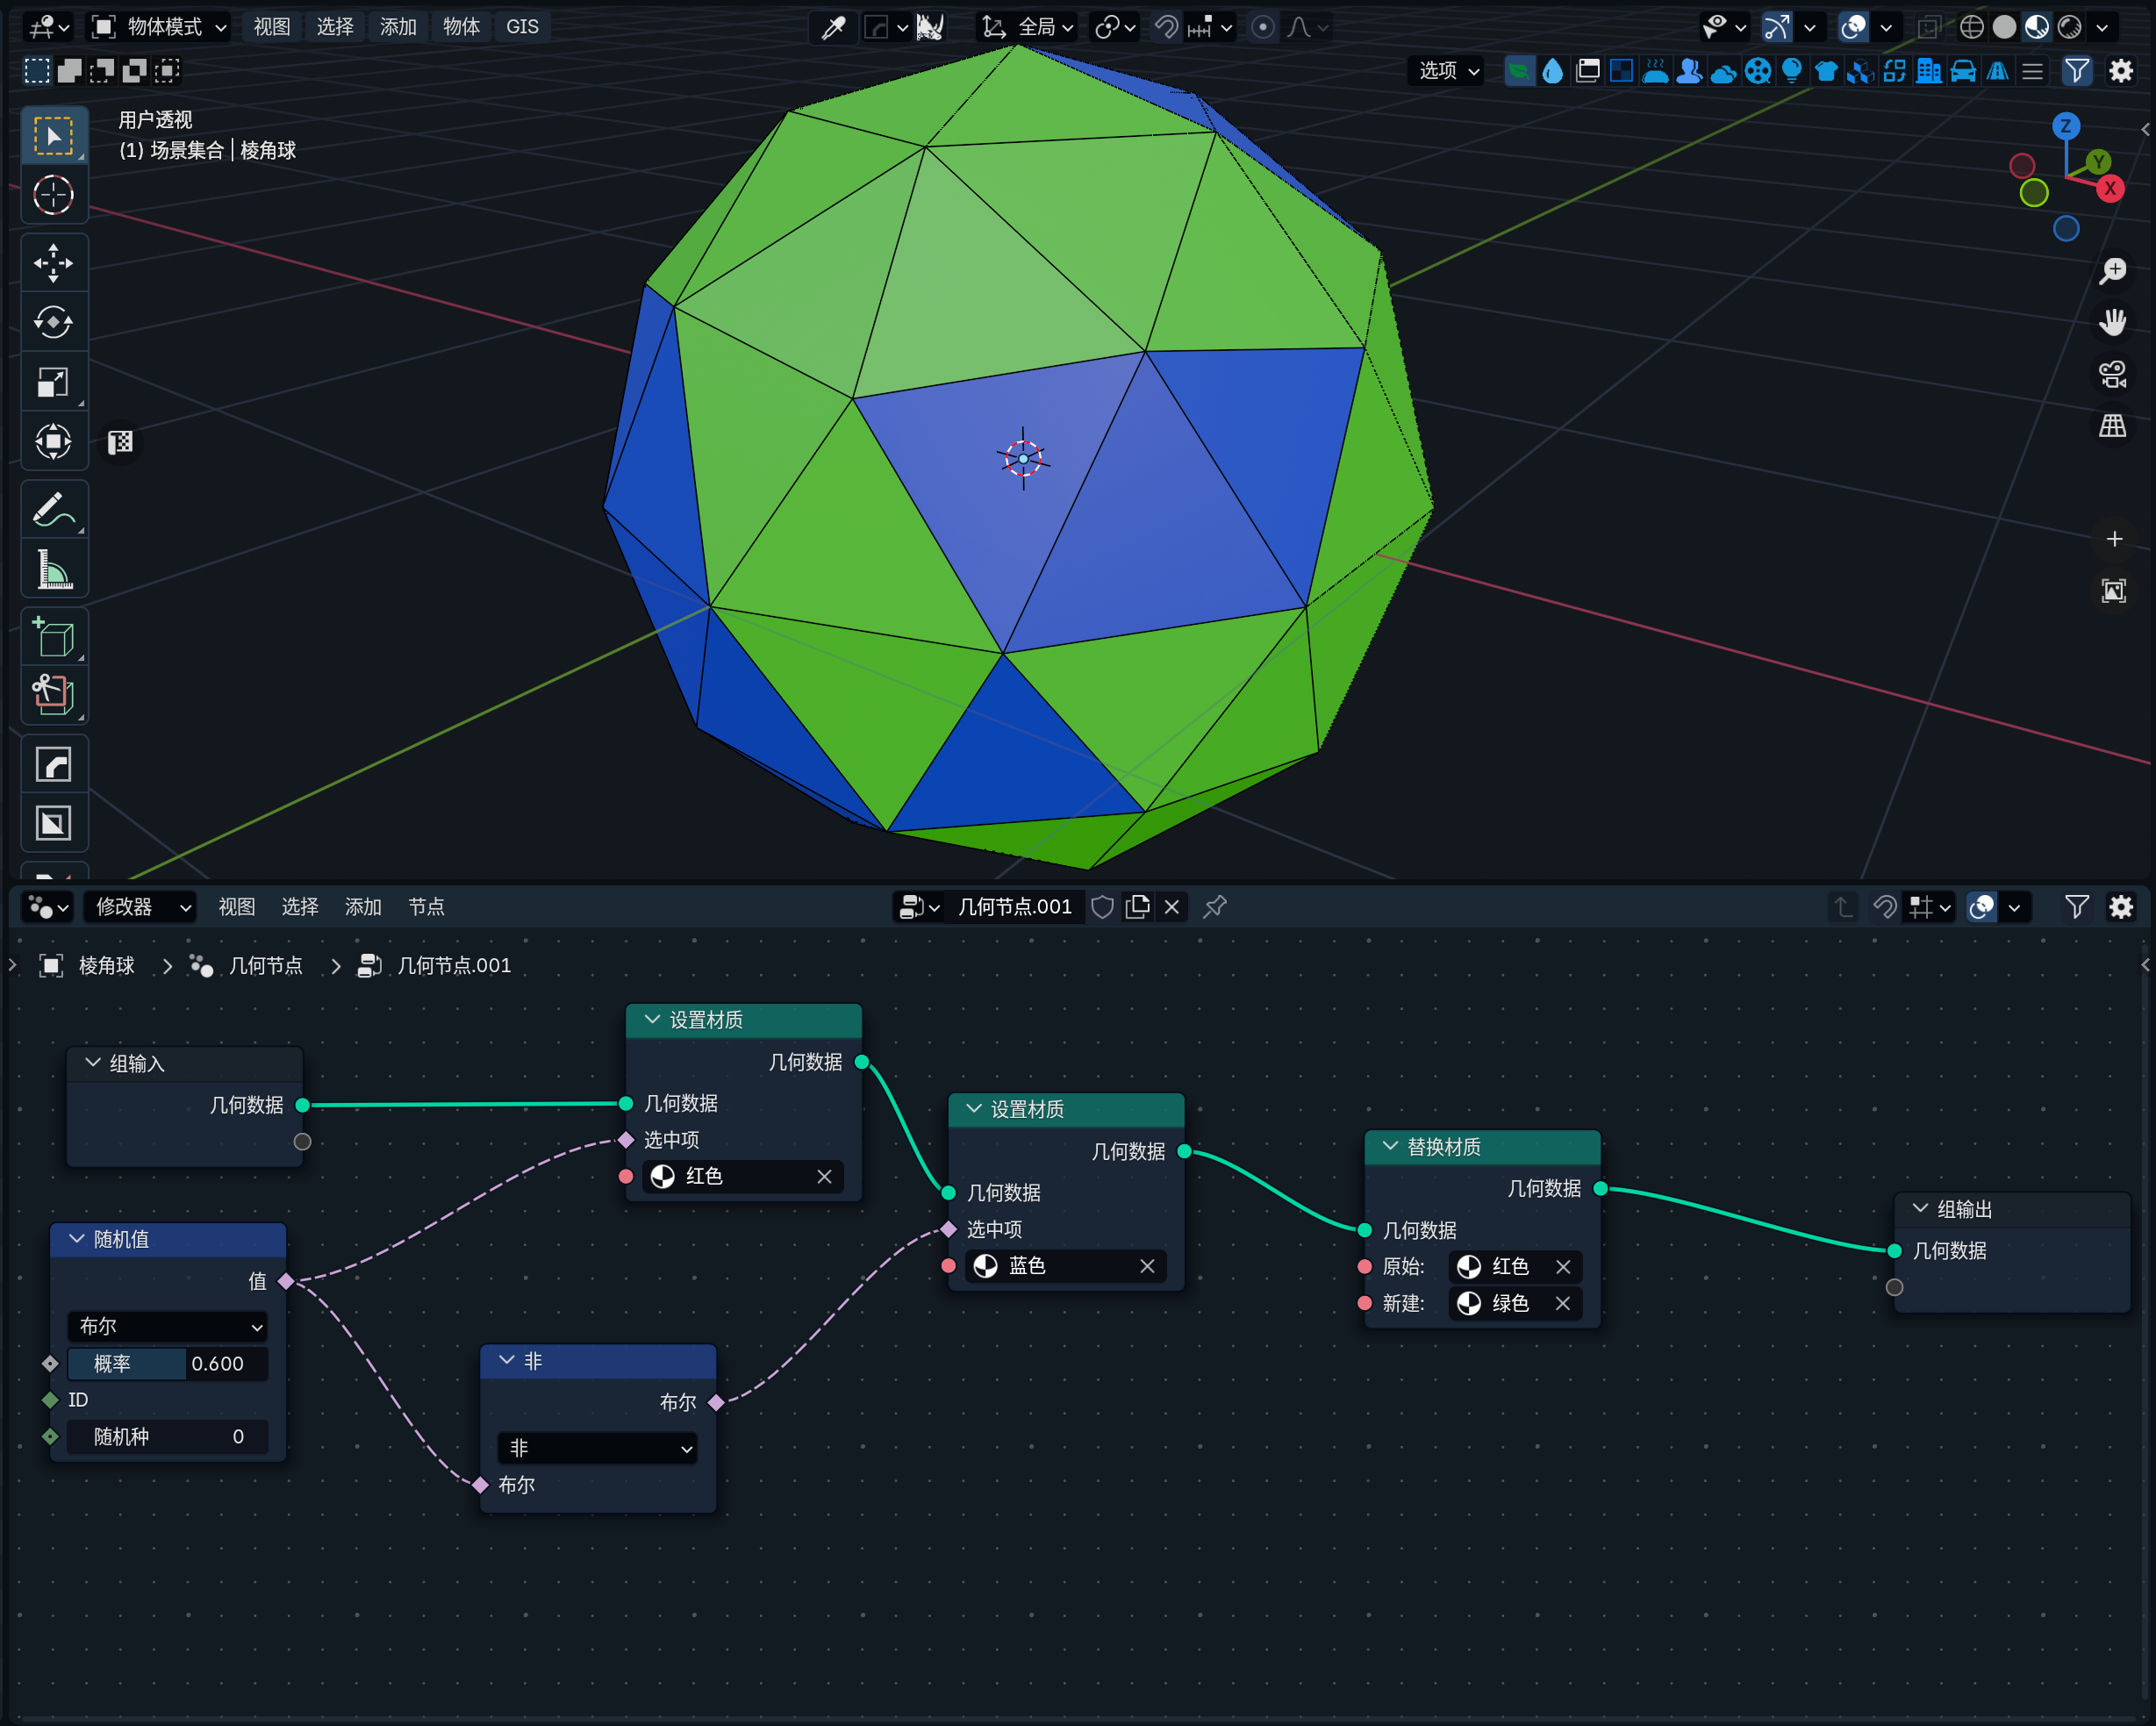 物体模式 视图 选择 添加 物体 GIS 全局
选项
用户透视
(1) 场景集合 | 棱角球
Z
Y
X
修改器 视图 选择 添加 节点 几何节点.001
棱角球 几何节点 几何节点.001
组输入
几何数据
随机值
值
布尔
概率 0.600
ID
随机种 0
设置材质
几何数据
几何数据
选中项
红色
非
布尔
非
布尔
设置材质
几何数据
几何数据
选中项
蓝色
替换材质
几何数据
几何数据
原始: 红色
新建: 绿色
组输出
几何数据